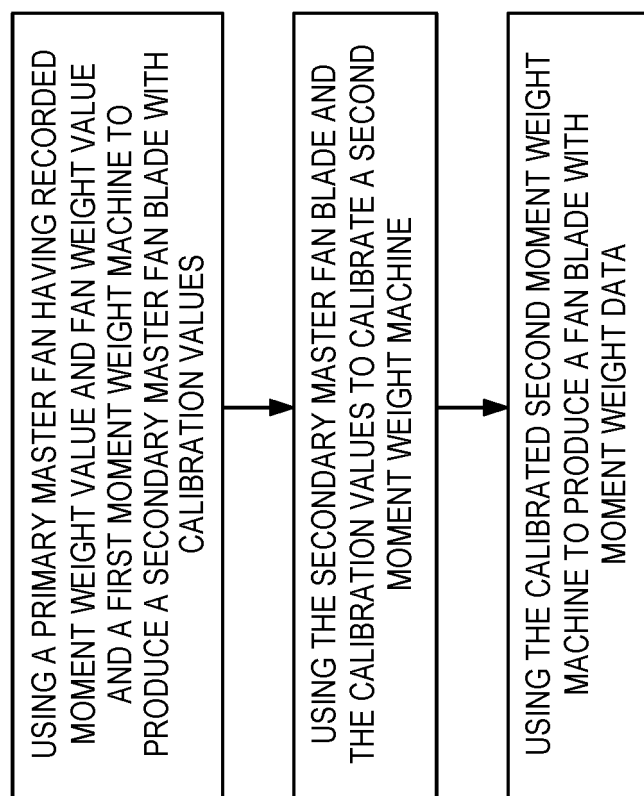 USING A PRIMARY MASTER FAN HAVING RECORDED
MOMENT WEIGHT VALUE AND FAN WEIGHT VALUE
AND A FIRST MOMENT WEIGHT MACHINE TO
PRODUCE A SECONDARY MASTER FAN BLADE WITH
CALIBRATION VALUES
USING THE SECONDARY MASTER FAN BLADE AND
THE CALIBRATION VALUES TO CALIBRATE A SECOND
MOMENT WEIGHT MACHINE
USING THE CALIBRATED SECOND MOMENT WEIGHT
MACHINE TO PRODUCE A FAN BLADE WITH
MOMENT WEIGHT DATA